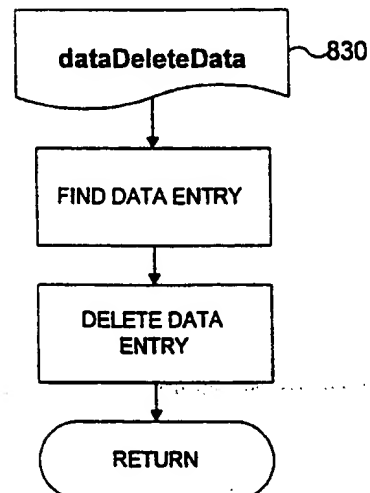 dataDeleteData
830
FIND DATA ENTRY
DELETE DATA
ENTRY
RETURN